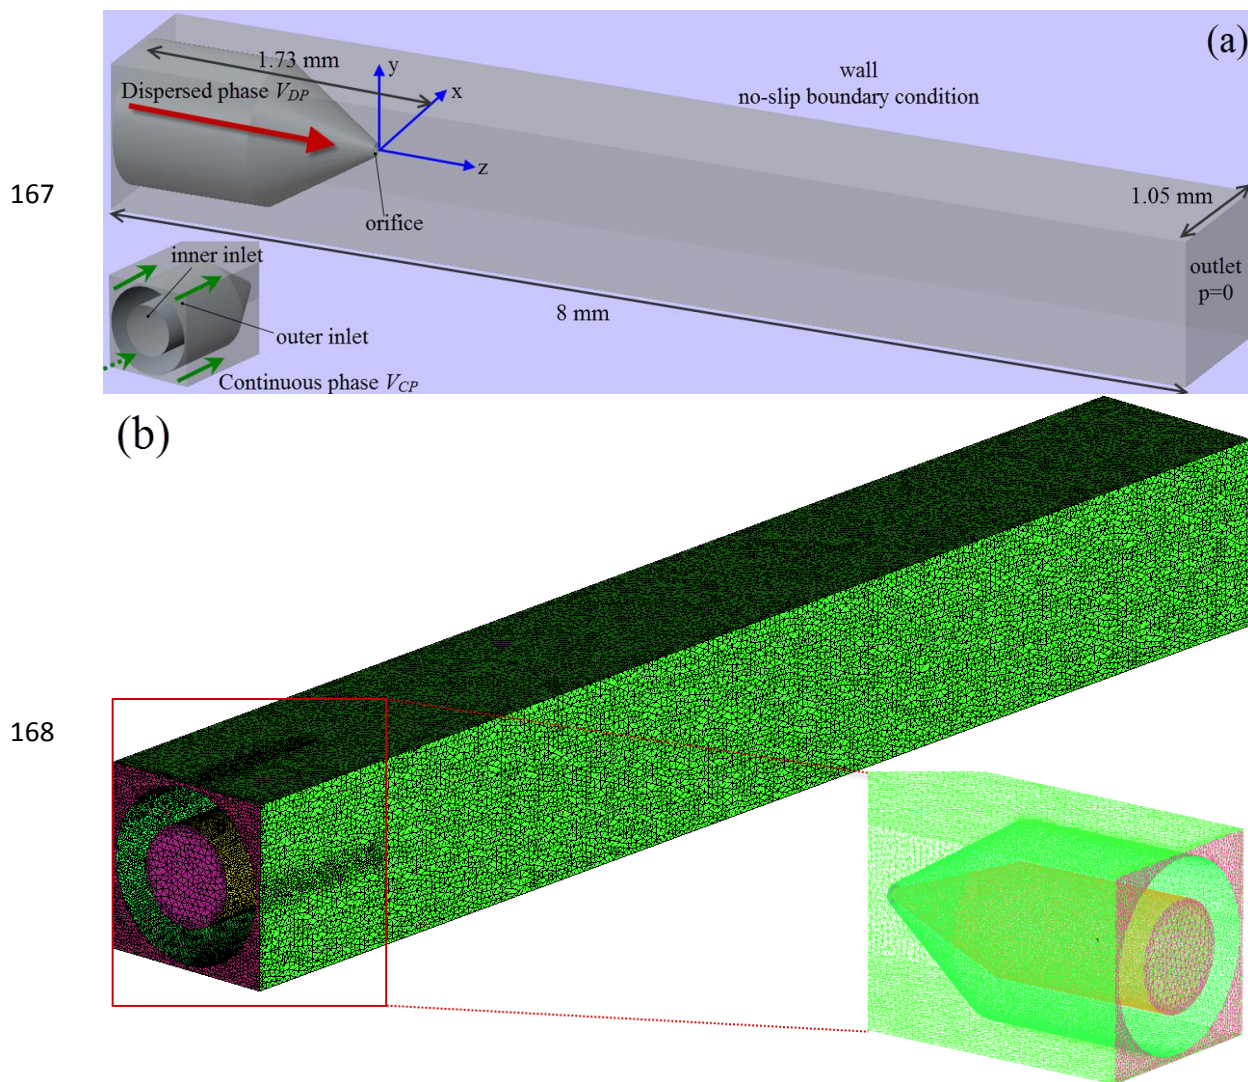 (a)
1.73 mm
y
wall
Dispersed phase V_DP
x
no-slip boundary condition
z
167
1.05 mm
orifice
inner inlet
outlet
p=0
8 mm
outer inlet
Continuous phase V_CP
(b)
168